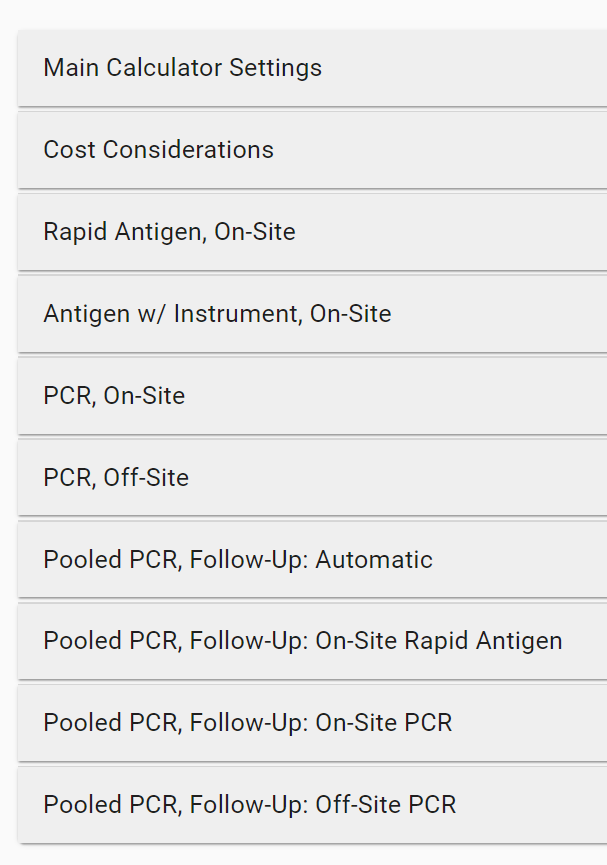 Main Calculator Settings
Cost Considerations
Rapid Antigen, On-Site
Antigen w/ Instrument, On-Site
PCR, On-Site
PCR, Off-Site
Pooled PCR, Follow-Up: Automatic
Pooled PCR, Follow-Up: On-Site Rapid Antigen
Pooled PCR, Follow-Up: On-Site PCR
Pooled PCR, Follow-Up: Off-Site PCR